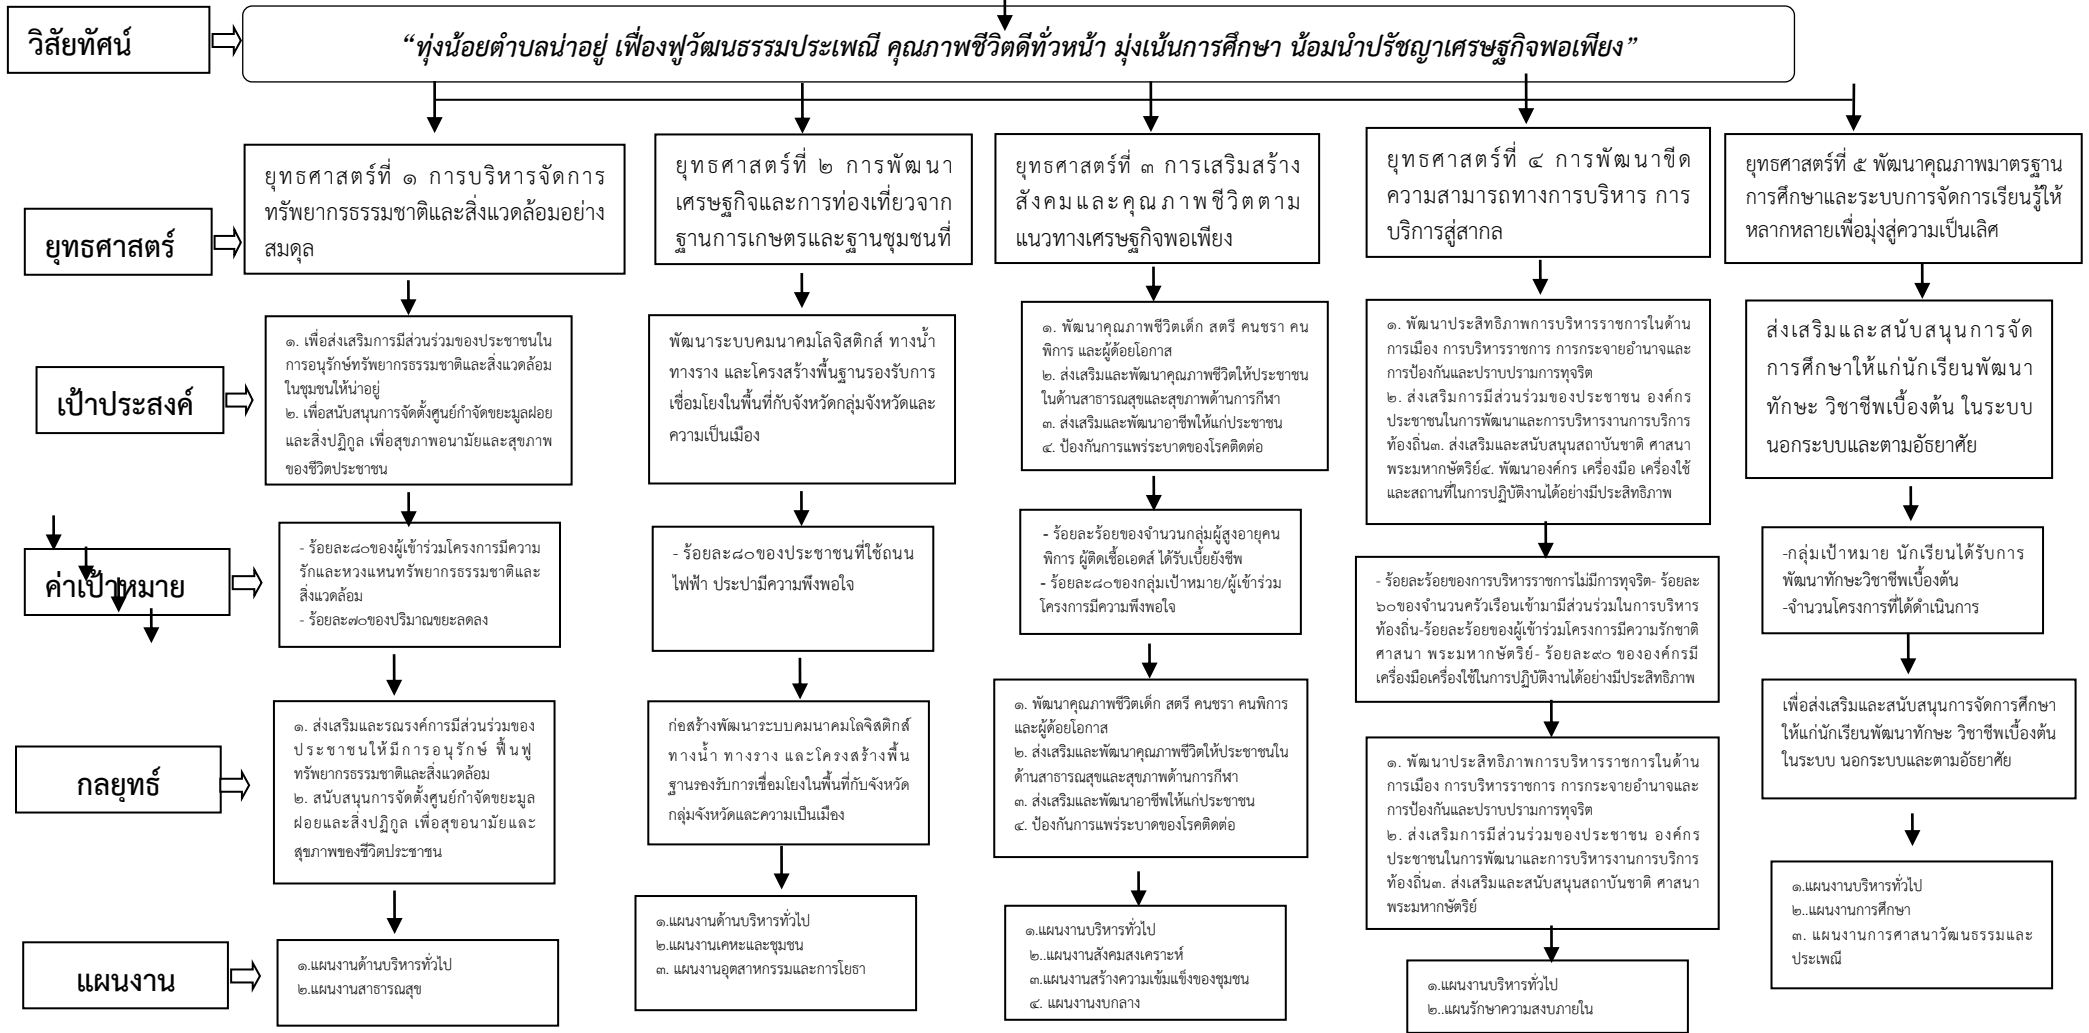 วิสัยทัศน์
“ทุ่งน้อยตำบลน่าอยู่ เฟื่องฟูวัฒนธรรมประเพณี คุณภาพชีวิตดีทั่วหน้า มุ่งเน้นการศึกษา น้อมนำปรัชญาเศรษฐกิจพอเพียง”
ยุทธศาสตร์
ยุทธศาสตร์ที่ ๑ การบริหารจัดการ
ทรัพยากรธรรมชาติและสิ่งแวดล้อมอย่าง
สมดุล
ยุทธศาสตร์ที่ ๒ การพัฒนา
เศรษฐกิจและการท่องเที่ยวจาก
ฐานการเกษตรและฐานชุมชนที่
ยุทธศาสตร์ที่ ๓ การเสริมสร้าง
สังคมและคุณภาพชีวิตตาม
แนวทางเศรษฐกิจพอเพียง
ยุทธศาสตร์ที่ ๔ การพัฒนาขีด
ความสามารถทางการบริหาร การ
บริการสู่สากล
ยุทธศาสตร์ที่ ๕ พัฒนาคุณภาพมาตรฐาน
การศึกษาและระบบการจัดการเรียนรู้ให้
หลากหลายเพื่อมุ่งสู่ความเป็นเลิศ
เป้าประสงค์
๑. เพื่อส่งเสริมการมีส่วนร่วมของประชาชนใน
การอนุรักษ์ทรัพยากรธรรมชาติและสิ่งแวดล้อม
ในชุมชนให้น่าอยู่
๒. เพื่อสนับสนุนการจัดตั้งศูนย์กำจัดขยะมูลฝอย
และสิ่งปฏิกูล เพื่อสุขภาพอนามัยและสุขภาพ
ของชีวิตประชาชน
พัฒนาระบบคมนาคมโลจิสติกส์ ทางน้ำ
ทางราง และโครงสร้างพื้นฐานรองรับการ
เชื่อมโยงในพื้นที่กับจังหวัดกลุ่มจังหวัดและ
ความเป็นเมือง
๑. พัฒนาคุณภาพชีวิตเด็ก สตรี คนชรา คน
พิการ และผู้ด้อยโอกาส
๒. ส่งเสริมและพัฒนาคุณภาพชีวิตให้ประชาชน
ในด้านสาธารณสุขและสุขภาพด้านการกีฬา
๓. ส่งเสริมและพัฒนาอาชีพให้แก่ประชาชน
๔. ป้องกันการแพร่ระบาดของโรคติดต่อ
๑. พัฒนาประสิทธิภาพการบริหารราชการในด้าน
การเมือง การบริหารราชการ การกระจายอำนาจและ
การป้องกันและปราบปรามการทุจริต
๒. ส่งเสริมการมีส่วนร่วมของประชาชน องค์กร
ประชาชนในการพัฒนาและการบริหารงานการบริการ
ท้องถิ่น๓. ส่งเสริมและสนับสนุนสถาบันชาติ ศาสนา
พระมหากษัตริย์๔. พัฒนาองค์กร เครื่องมือ เครื่องใช้
และสถานที่ในการปฏิบัติงานได้อย่างมีประสิทธิภาพ
ส่งเสริมและสนับสนุนการจัด
การศึกษาให้แก่นักเรียนพัฒนา
ทักษะ วิชาชีพเบื้องต้น ในระบบ
นอกระบบและตามอัธยาศัย
ค่าเป้าหมาย
- ร้อยละ๘๐ของผู้เข้าร่วมโครงการมีความ
รักและหวงแหนทรัพยากรธรรมชาติและ
สิ่งแวดล้อม
- ร้อยละ๗๐ของปริมาณขยะลดลง
- ร้อยละ๘๐ของประชาชนที่ใช้ถนน
ไฟฟ้า ประปามีความพึงพอใจ
- ร้อยละร้อยของจำนวนกลุ่มผู้สูงอายุคน
พิการ ผู้ติดเชื้อเอดส์ ได้รับเบี้ยยังชีพ
- ร้อยละ๘๐ของกลุ่มเป้าหมาย/ผู้เข้าร่วม
โครงการมีความพึงพอใจ
- ร้อยละร้อยของการบริหารราชการไม่มีการทุจริต- ร้อยละ
๖๐ของจำนวนครัวเรือนเข้ามามีส่วนร่วมในการบริหาร
ท้องถิ่น-ร้อยละร้อยของผู้เข้าร่วมโครงการมีความรักชาติ
ศาสนา พระมหากษัตริย์- ร้อยละ๙๐ ขององค์กรมี
เครื่องมือเครื่องใช้ในการปฏิบัติงานได้อย่างมีประสิทธิภาพ
-กลุ่มเป้าหมาย นักเรียนได้รับการ
พัฒนาทักษะวิชาชีพเบื้องต้น
-จำนวนโครงการที่ได้ดำเนินการ
กลยุทธ์
๑. ส่งเสริมและรณรงค์การมีส่วนร่วมของ
ประชาชนให้มีการอนุรักษ์ ฟื้นฟู
ทรัพยากรธรรมชาติและสิ่งแวดล้อม
๒. สนับสนุนการจัดตั้งศูนย์กำจัดขยะมูล
ฝอยและสิ่งปฏิกูล เพื่อสุขอนามัยและ
สุขภาพของชีวิตประชาชน
ก่อสร้างพัฒนาระบบคมนาคมโลจิสติกส์
ทางน้ำ ทางราง และโครงสร้างพื้น
ฐานรองรับการเชื่อมโยงในพื้นที่กับจังหวัด
กลุ่มจังหวัดและความเป็นเมือง
๑. พัฒนาคุณภาพชีวิตเด็ก สตรี คนชรา คนพิการ
และผู้ด้อยโอกาส
๒. ส่งเสริมและพัฒนาคุณภาพชีวิตให้ประชาชนใน
ด้านสาธารณสุขและสุขภาพด้านการกีฬา
๓. ส่งเสริมและพัฒนาอาชีพให้แก่ประชาชน
๔. ป้องกันการแพร่ระบาดของโรคติดต่อ
๑. พัฒนาประสิทธิภาพการบริหารราชการในด้าน
การเมือง การบริหารราชการ การกระจายอำนาจและ
การป้องกันและปราบปรามการทุจริต
๒. ส่งเสริมการมีส่วนร่วมของประชาชน องค์กร
ประชาชนในการพัฒนาและการบริหารงานการบริการ
ท้องถิ่น๓. ส่งเสริมและสนับสนุนสถาบันชาติ ศาสนา
พระมหากษัตริย์
เพื่อส่งเสริมและสนับสนุนการจัดการศึกษา
ให้แก่นักเรียนพัฒนาทักษะ วิชาชีพเบื้องต้น
ในระบบ นอกระบบและตามอัธยาศัย
แผนงาน
๑.แผนงานด้านบริหารทั่วไป
๒.แผนงานสาธารณสุข
๑.แผนงานด้านบริหารทั่วไป
๒.แผนงานเคหะและชุมชน
๓. แผนงานอุตสาหกรรมและการโยธา
๑.แผนงานบริหารทั่วไป
๒..แผนงานสังคมสงเคราะห์
๓.แผนงานสร้างความเข้มแข็งของชุมชน
๔. แผนงานงบกลาง
๑.แผนงานบริหารทั่วไป
๒..แผนรักษาความสงบภายใน
๑.แผนงานบริหารทั่วไป
๒..แผนงานการศึกษา
๓. แผนงานการศาสนาวัฒนธรรมและ
ประเพณี